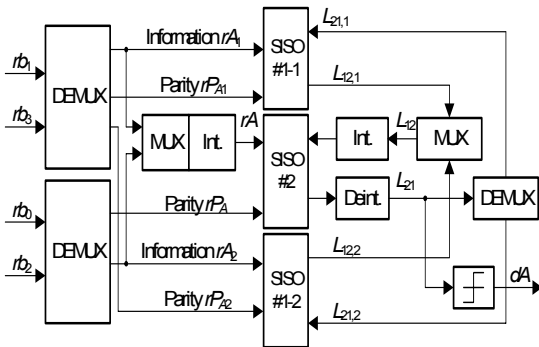 Information rA1
L21,1
rb1
DEMUX
SISO #1-1
L12,1
rb3
Parity rPA1
rA
MUX
Int.
SISO #2
Int.
L12
MUX
Deint.
L21
DEMUX
rb0
DEMUX
Parity rPA
Information rA2
SISO #1-2
L12,2
rb2
Parity rPA2
dA
L21,2